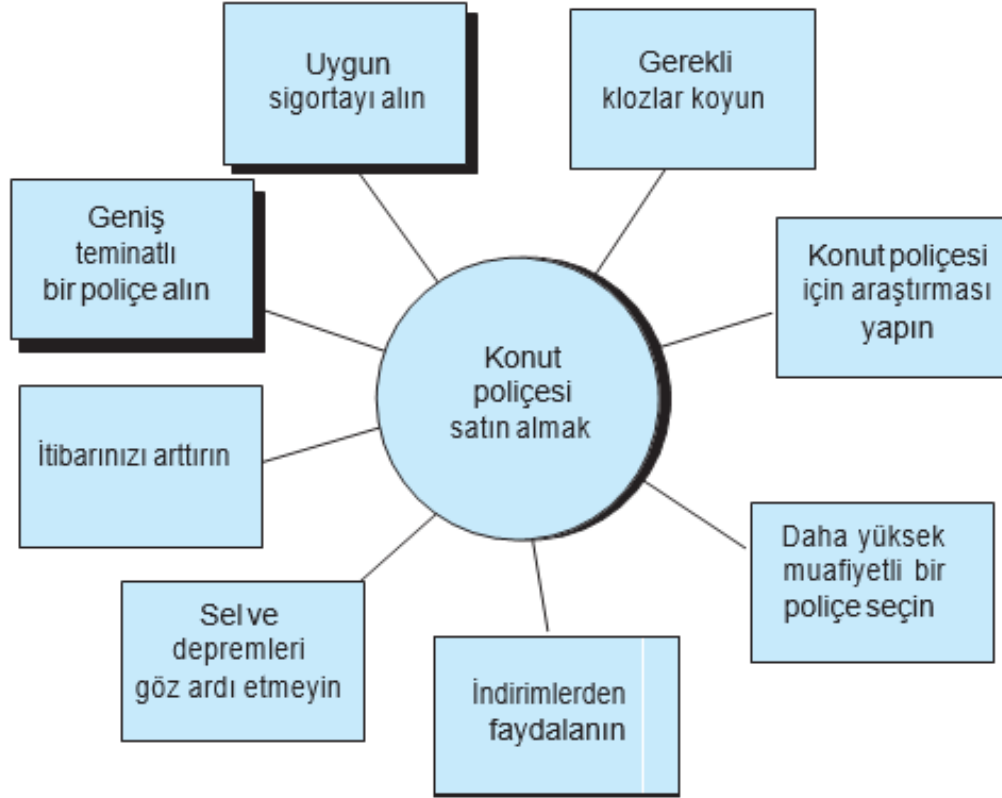 Uygun
sigortayı alın
Gerekli
klozlar koyun
Geniş
teminatlı
bir poliçe alın
Konut poliçesi
için araştırması
yapın
Konut
poliçesi
satın almak
İtibarınızı arttırın
Daha yüksek
muafiyetli bir
poliçe seçin
Sel ve
depremleri
göz ardı etmeyin
İndirimlerden
faydalanın